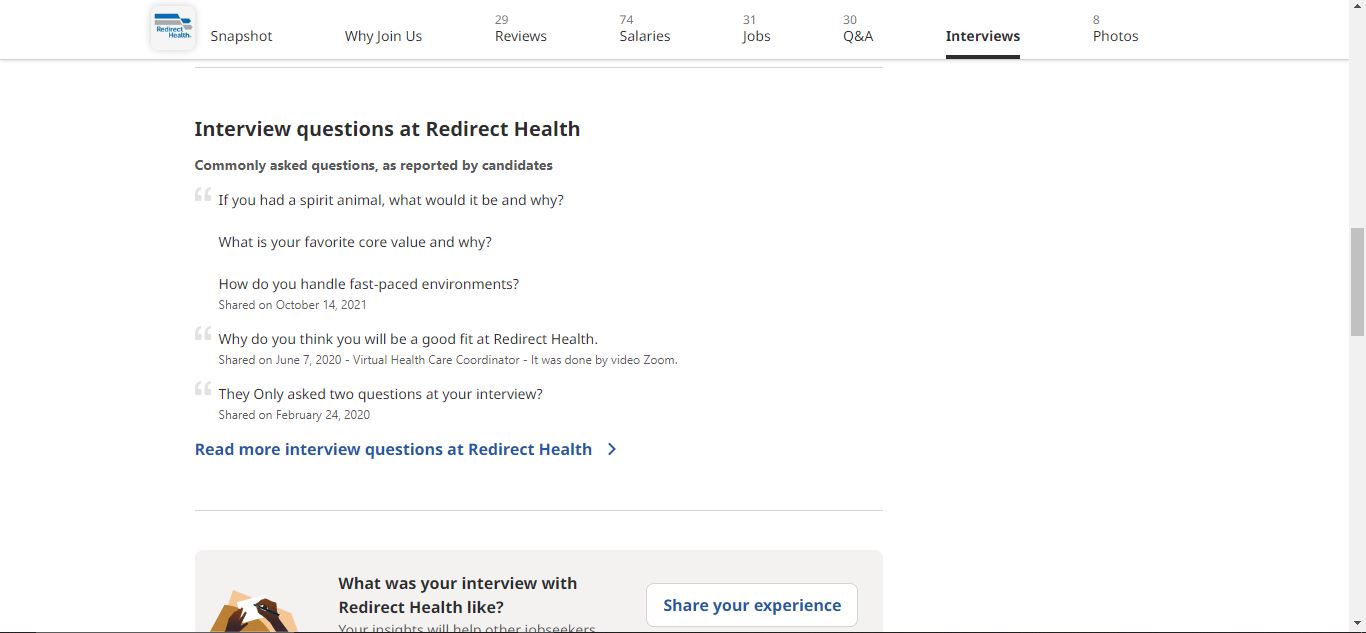 Redirect
Health.
Snapshot
Why Join Us
29
Reviews
74
Salaries
31
Jobs
30
Q&A
Interviews
8
Photos
Interview questions at Redirect Health
Commonly asked questions, as reported by candidates
If you had a spirit animal, what would it be and why?
What is your favorite core value and why?
How do you handle fast-paced environments?
Shared on October 14, 2021
Why do you think you will be a good fit at Redirect Health.
Shared on June 7, 2020 - Virtual Health Care Coordinator - It was done by video Zoom.
They Only asked two questions at your interview?
Shared on February 24, 2020
Read more interview questions at Redirect Health
What was your interview with
Redirect Health like?
Your insights will help other jobseekers
Share your experience